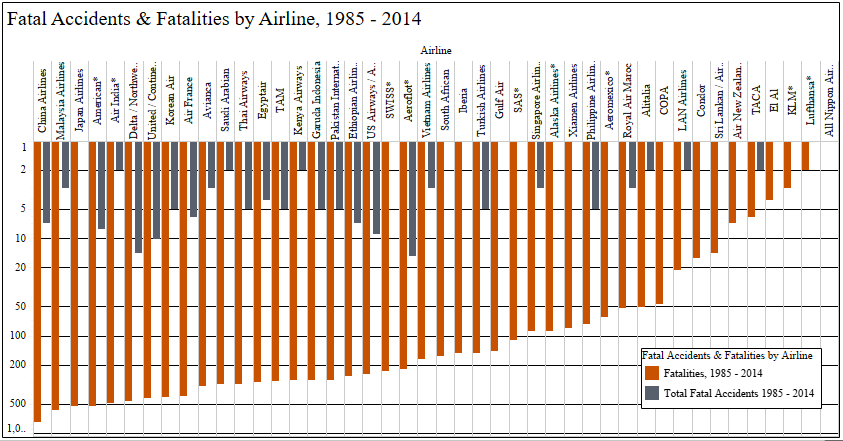 Fatal Accidents & Fatalities by Airline, 1985 - 2014
Airline
China Airlines
Malaysia Airlines
Japan Airlines
American*
Air India*
Delta / Northwe..
United / Contine..
Korean Air
Air France
Avianca
Saudi Arabian
Thai Airways
Egyptair
TAM
Kenya Airways
Garuda Indonesia
Pakistan Internat..
Ethiopian Airlin..
US Airways / A..
SWISS*
Aeroflot*
Vietnam Airlines
South African
Iberia
Turkish Airlines
Gulf Air
SAS*
Singapore Airlin..
Alaska Airlines*
Xiamen Airlines
Philippine Airlin..
Aeromexico*
Royal Air Maroc
Alitalia
COPA
LAN Airlines
Condor
Sri Lankan / Air..
Air New Zealan..
TACA
El Al
KLM*
Lufthansa*
All Nippon Air..
1
2
5
10
20
50
100
200
500
1,0..
Fatal Accidents & Fatalities by Airline
Fatalities, 1985 - 2014
Total Fatal Accidents 1985 - 2014